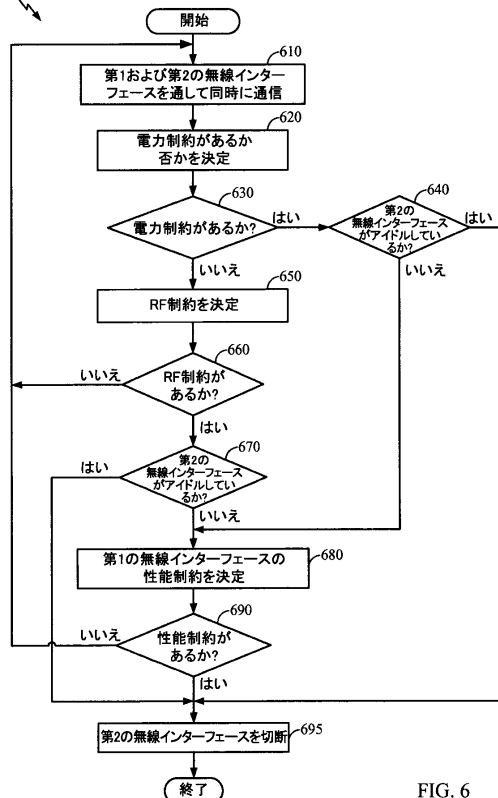 開始
610
第1および第2の無線インター
フェースを通して同時に通信
620
電力制約があるか
否かを決定
630
電力制約があるか?
はい
640
第2の
無線インターフェース
がアイドルしてい
るか?
はい
いいえ
いいえ
650
RF制約を決定
660
RF制約が
あるか?
いいえ
はい
670
第2の
無線インターフェース
がアイドルしてい
るか?
はい
いいえ
680
第1の無線インターフェースの
性能制約を決定
690
性能制約が
あるか?
いいえ
はい
695
第2の無線インターフェースを切断
終了
FIG. 6